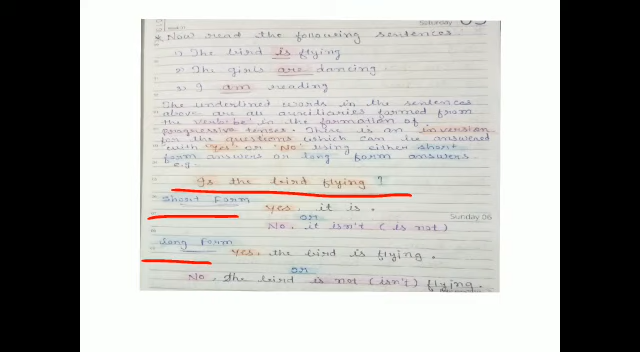 Saturday 05
* Now read the following sentences
1) The bird is flying
2) The girls are dancing
3) I am reading
The underlined words in the sentences
above are all auxiliaries formed from
the verb 'be' in the formation of
progressive tenses. There is an inversion
for the questions which can be answered
with 'Yes' or 'No' using either short
form answers or long form answers
e.g.
Is the bird flying ?
Short Form
Yes, it is.
or
Sunday 06
No, it isn't (is not)
Long Form
Yes, the bird is flying.
or
No, the bird is not (isn't) flying.